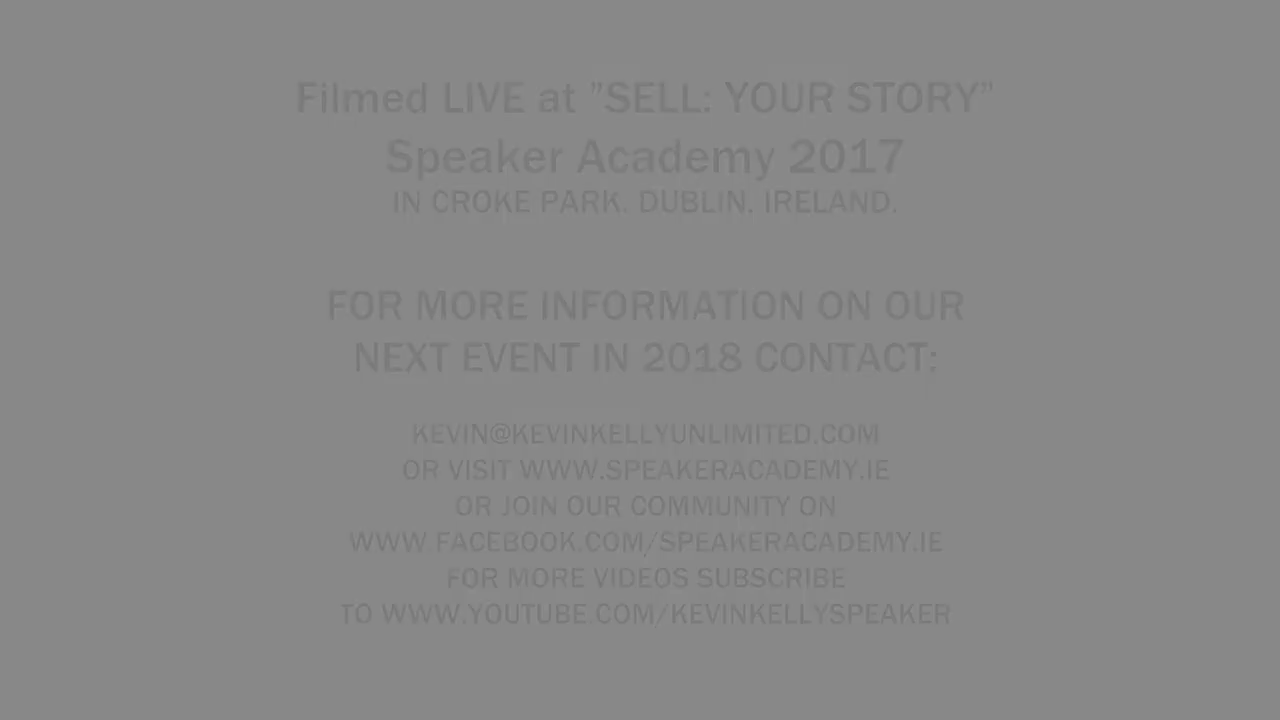 Filmed LIVE at "SELL: YOUR STORY"
Speaker Academy 2017
IN CROKE PARK. DUBLIN. IRELAND.
FOR MORE INFORMATION ON OUR
NEXT EVENT IN 2018 CONTACT:
KEVIN@KEVINKELLYUNLIMITED.COM
OR VISIT WWW.SPEAKERACADEMY.IE
OR JOIN OUR COMMUNITY ON
WWW.FACEBOOK.COM/SPEAKERACADEMY.IE
FOR MORE VIDEOS SUBSCRIBE
TO WWW.YOUTUBE.COM/KEVINKELLYSPEAKER